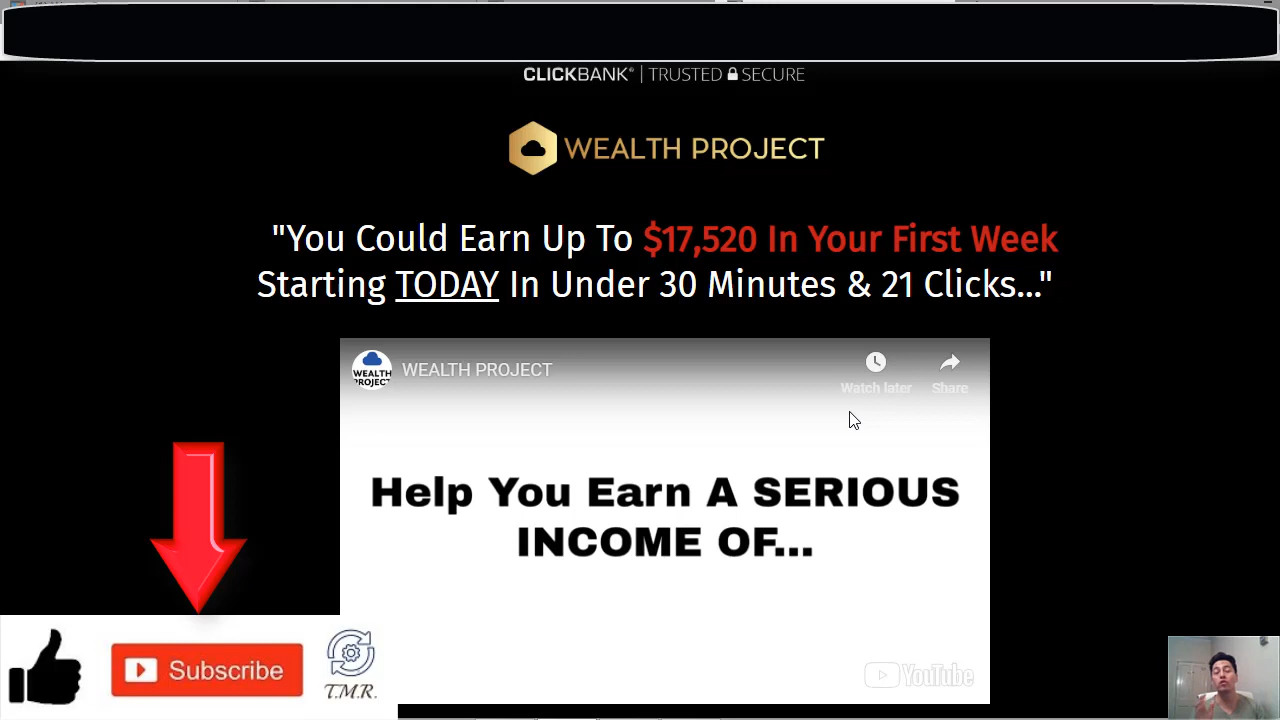 CLICKBANK® | TRUSTED SECURE
WEALTH PROJECT
"You Could Earn Up To $17,520 In Your First Week
Starting TODAY In Under 30 Minutes & 21 Clicks..."
WEALTH PROJECT
WEALTH PROJECT
Watch later
Share
Help You Earn A SERIOUS
INCOME OF...
YouTube
Subscribe
T.M.R.